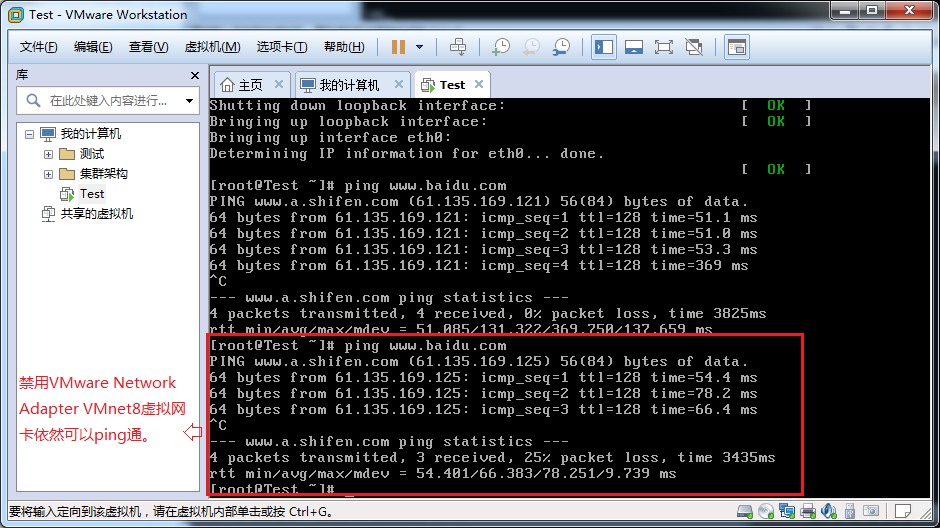 Test - VMware Workstation
文件(F) 编辑(E) 查看(V) 虚拟机(M) 选项卡(T) 帮助(H)
库
在此处键入内容进行...
我的计算机
测试
集群架构
Test
共享的虚拟机
主页 我的计算机 Test
Shutting down loopback interface: [ OK ]
Bringing up loopback interface: [ OK ]
Bringing up interface eth0:
Determining IP information for eth0... done.
[ OK ]
[root@Test ~]# ping www.baidu.com
PING www.a.shifen.com (61.135.169.121) 56(84) bytes of data.
64 bytes from 61.135.169.121: icmp_seq=1 ttl=128 time=51.1 ms
64 bytes from 61.135.169.121: icmp_seq=2 ttl=128 time=51.0 ms
64 bytes from 61.135.169.121: icmp_seq=3 ttl=128 time=53.3 ms
64 bytes from 61.135.169.121: icmp_seq=4 ttl=128 time=369 ms
^C
--- www.a.shifen.com ping statistics ---
4 packets transmitted, 4 received, 0% packet loss, time 3825ms
rtt min/avg/max/mdev = 51.085/131.322/369.750/137.659 ms
[root@Test ~]# ping www.baidu.com
PING www.a.shifen.com (61.135.169.125) 56(84) bytes of data.
64 bytes from 61.135.169.125: icmp_seq=1 ttl=128 time=54.4 ms
64 bytes from 61.135.169.125: icmp_seq=2 ttl=128 time=78.2 ms
64 bytes from 61.135.169.125: icmp_seq=3 ttl=128 time=66.4 ms
^C
--- www.a.shifen.com ping statistics ---
4 packets transmitted, 3 received, 25% packet loss, time 3435ms
rtt min/avg/max/mdev = 54.401/66.383/78.251/9.739 ms
[root@Test ~]# _
禁用VMware Network
Adapter VMnet8虚拟网
卡依然可以ping通。
要将输入定向到该虚拟机，请在虚拟机内部单击或按 Ctrl+G。